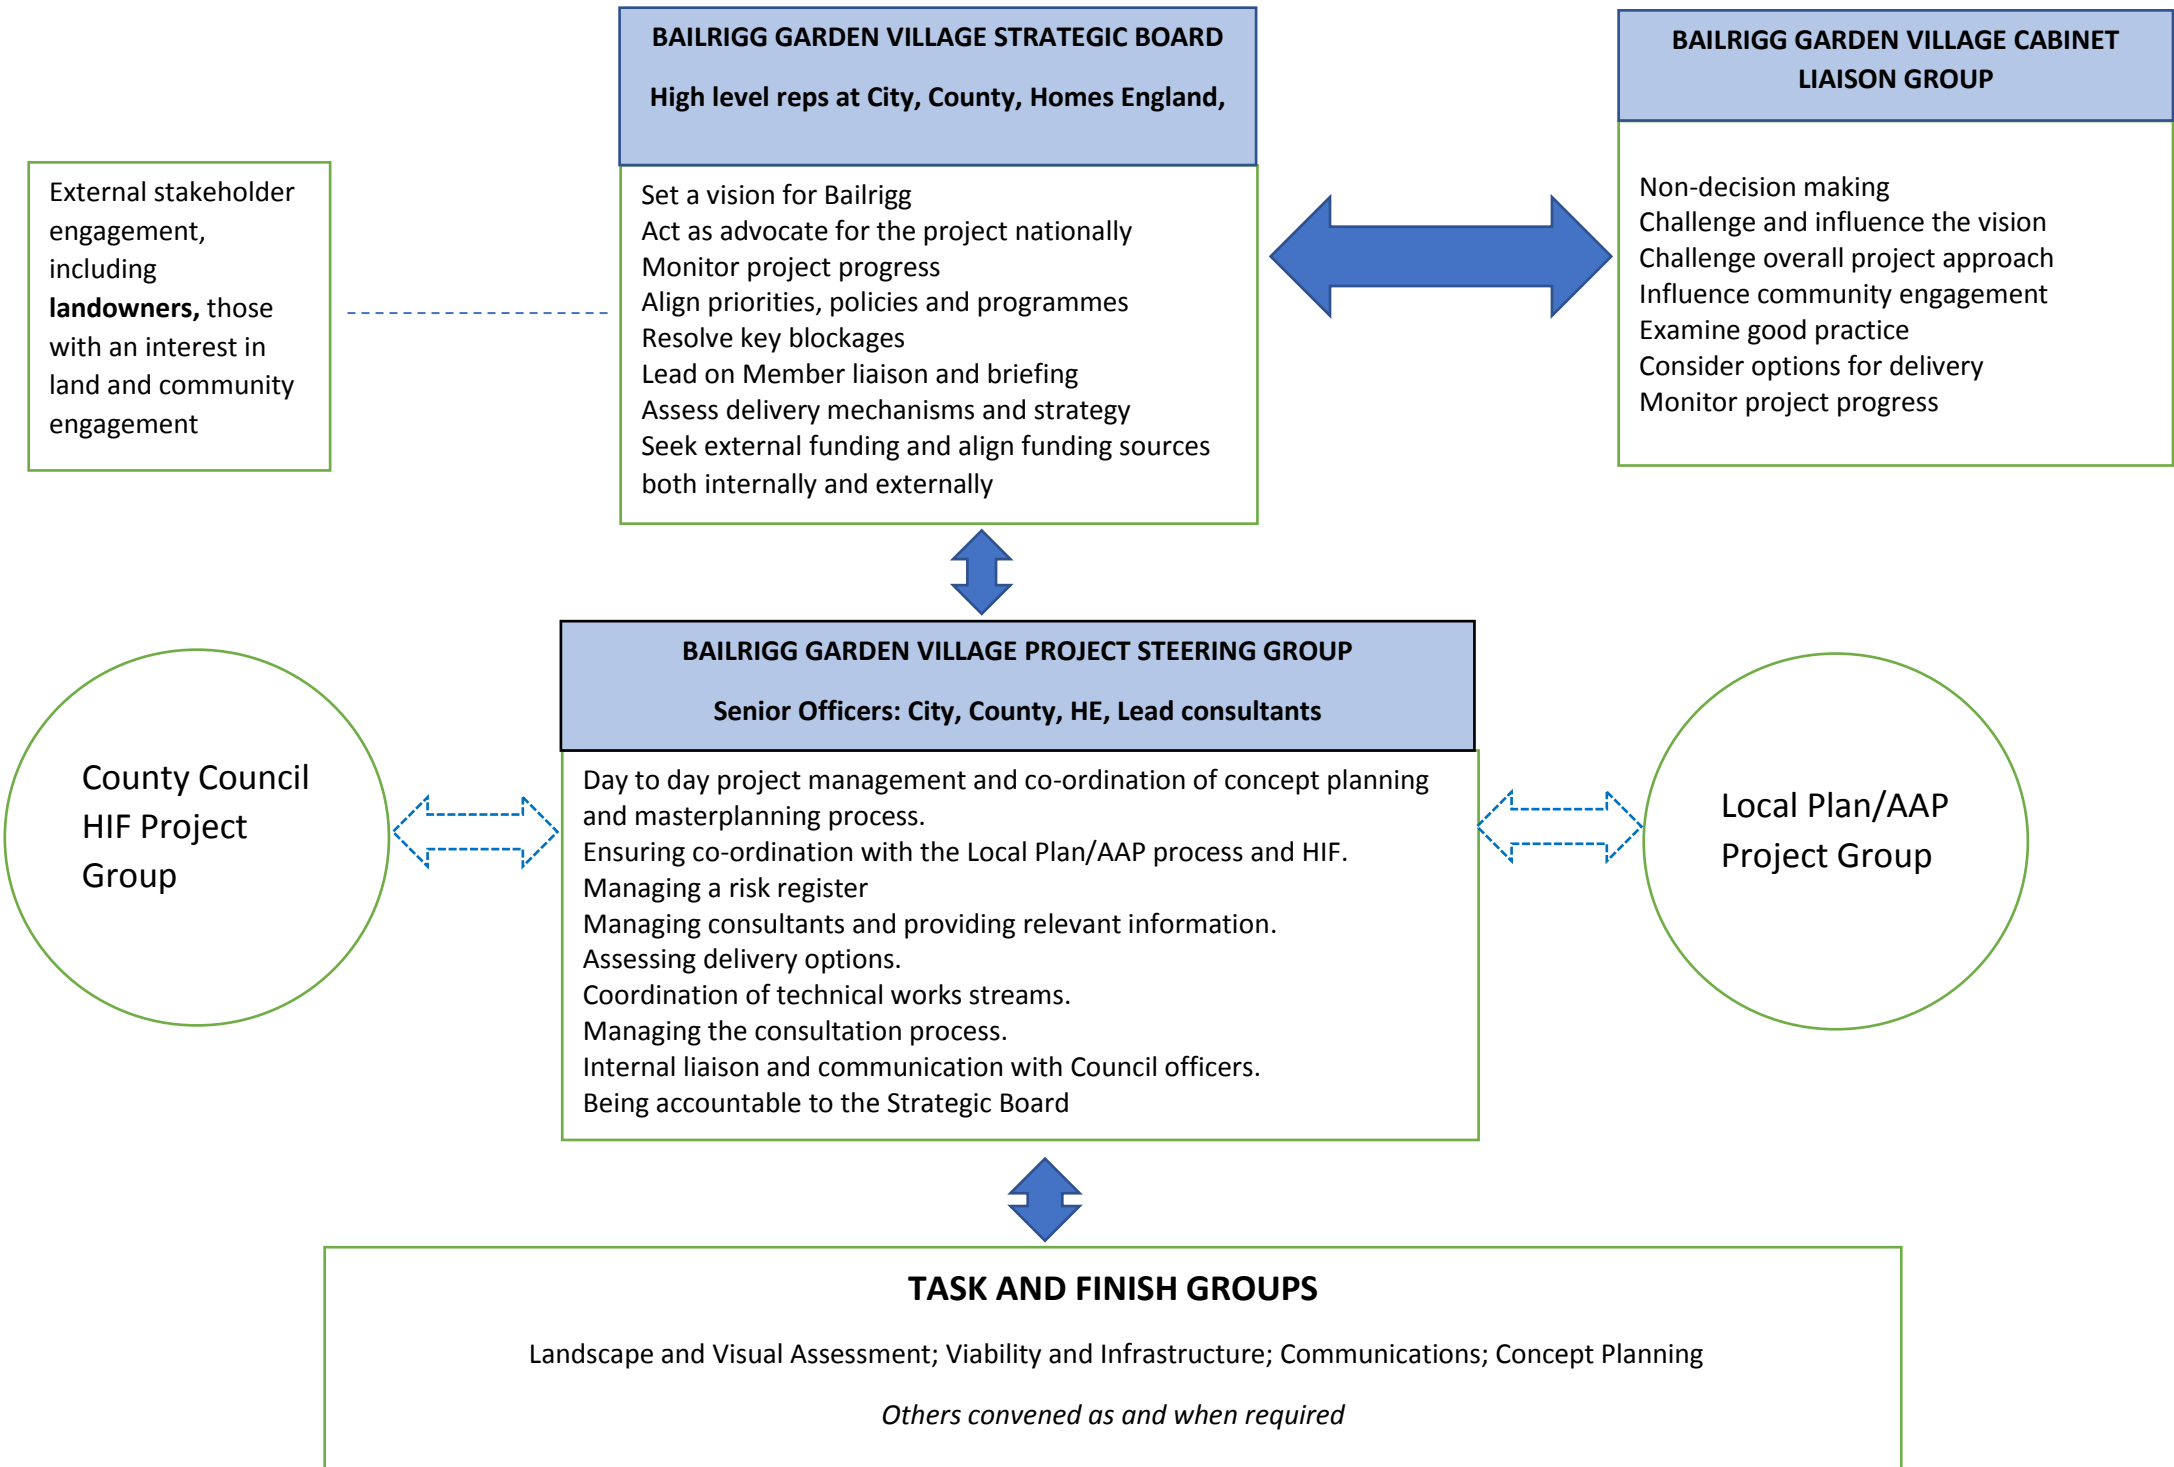 BAILRIGG GARDEN VILLAGE STRATEGIC BOARD
High level reps at City, County, Homes England,
BAILRIGG GARDEN VILLAGE CABINET
LIAISON GROUP
External stakeholder
engagement,
including
landowners, those
with an interest in
land and community
engagement
Set a vision for Bailrigg
Act as advocate for the project nationally
Monitor project progress
Align priorities, policies and programmes
Resolve key blockages
Lead on Member liaison and briefing
Assess delivery mechanisms and strategy
Seek external funding and align funding sources
both internally and externally
Non-decision making
Challenge and influence the vision
Challenge overall project approach
Influence community engagement
Examine good practice
Consider options for delivery
Monitor project progress
BAILRIGG GARDEN VILLAGE PROJECT STEERING GROUP
Senior Officers: City, County, HE, Lead consultants
County Council
HIF Project
Group
Day to day project management and co-ordination of concept planning
and masterplanning process.
Ensuring co-ordination with the Local Plan/AAP process and HIF.
Managing a risk register
Managing consultants and providing relevant information.
Assessing delivery options.
Coordination of technical works streams.
Managing the consultation process.
Internal liaison and communication with Council officers.
Being accountable to the Strategic Board
Local Plan/AAP
Project Group
TASK AND FINISH GROUPS
Landscape and Visual Assessment; Viability and Infrastructure; Communications; Concept Planning
Others convened as and when required